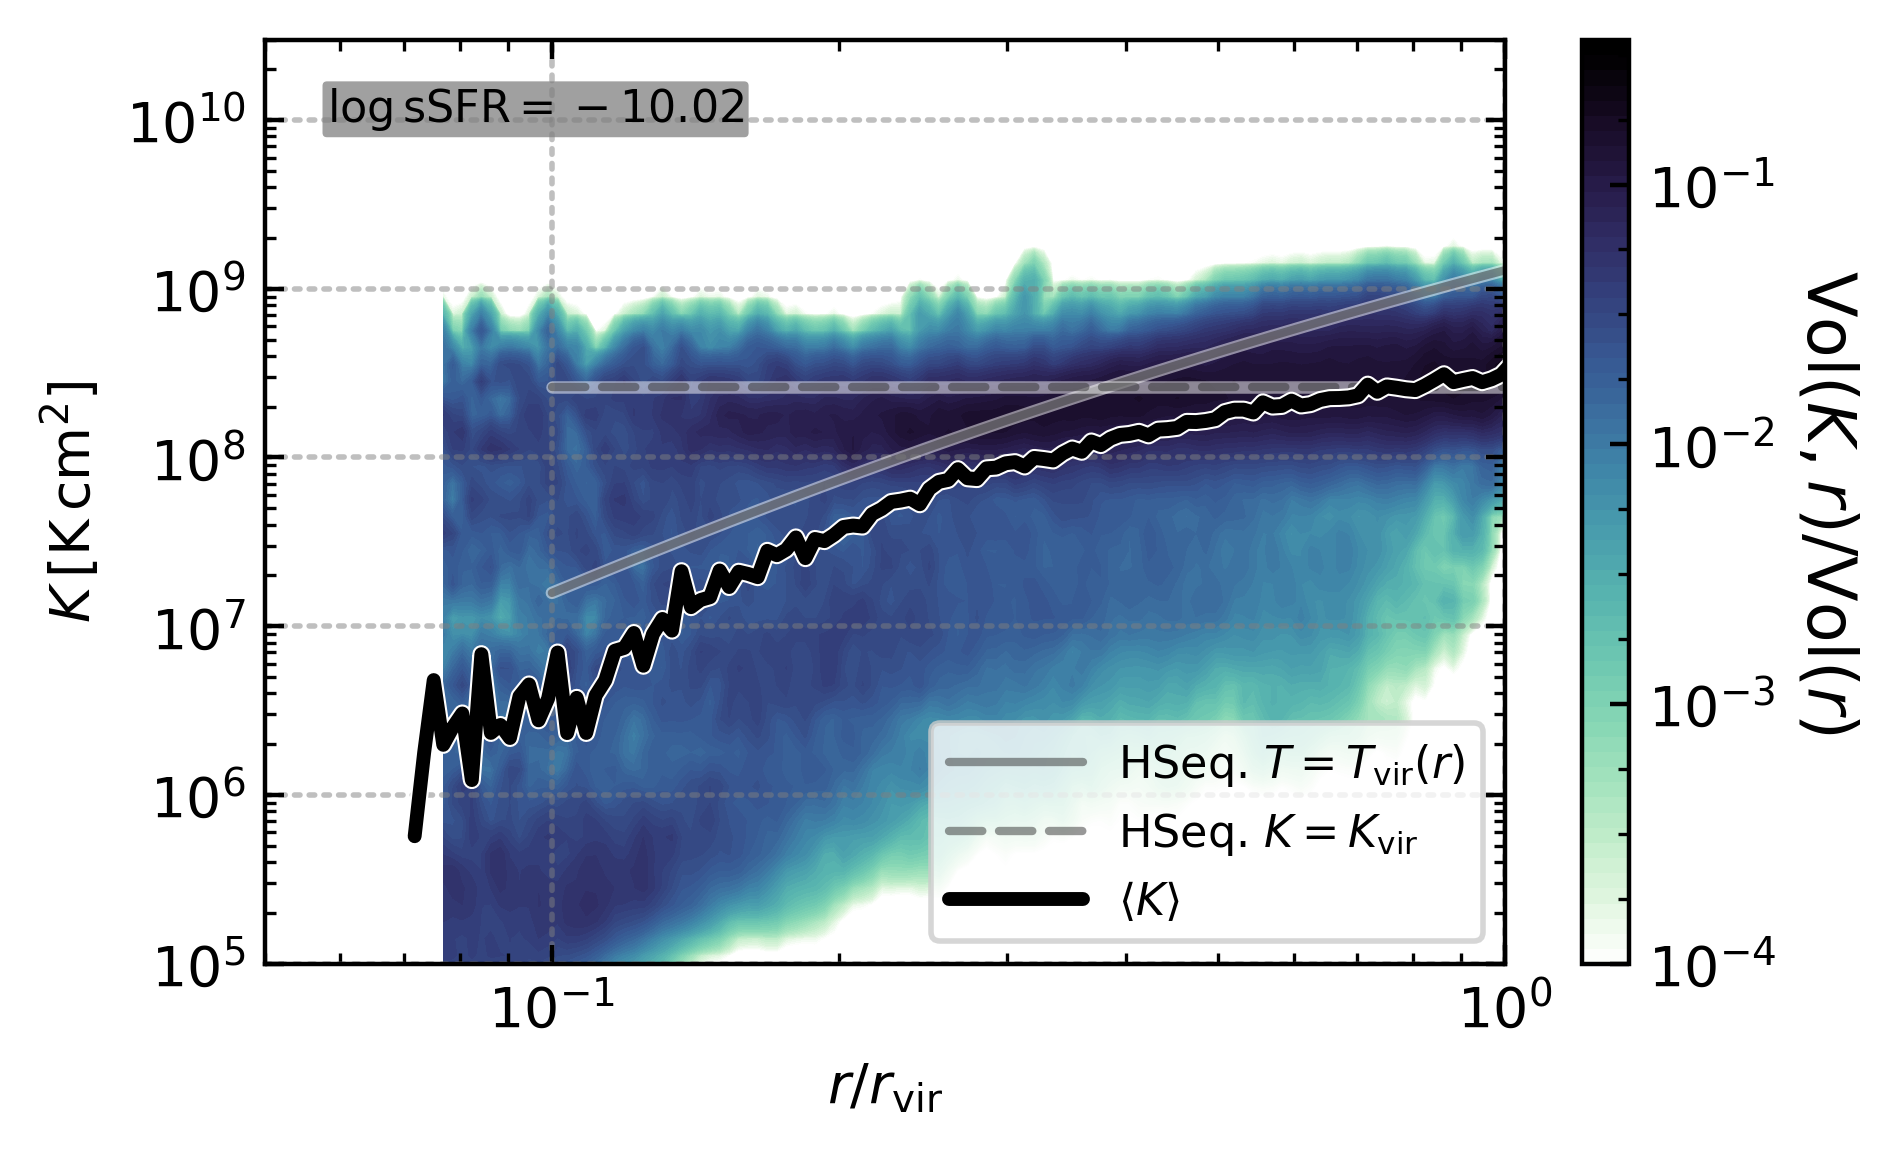 log sSFR = − 10.02
10^10
10^9
10^8
10^7
10^6
10^5
K [K cm^2]
10^−1
10^0
r/r_vir
HSeq. T = T_vir(r)
HSeq. K = K_vir
⟨K⟩
10^−1
10^−2
10^−3
10^−4
Vol(K, r)/Vol(r)